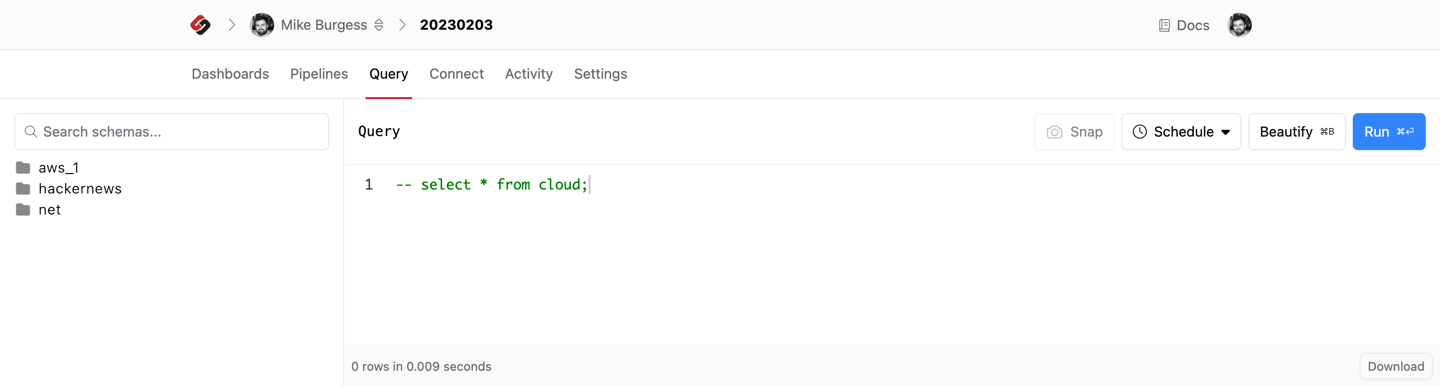 Mike Burgess 20230203 Docs
Dashboards Pipelines Query Connect Activity Settings
Search schemas...
aws_1
hackernews
net
Query Snap Schedule Beautify ⌘B Run ⌘⏎
1 -- select * from cloud;
0 rows in 0.009 seconds Download